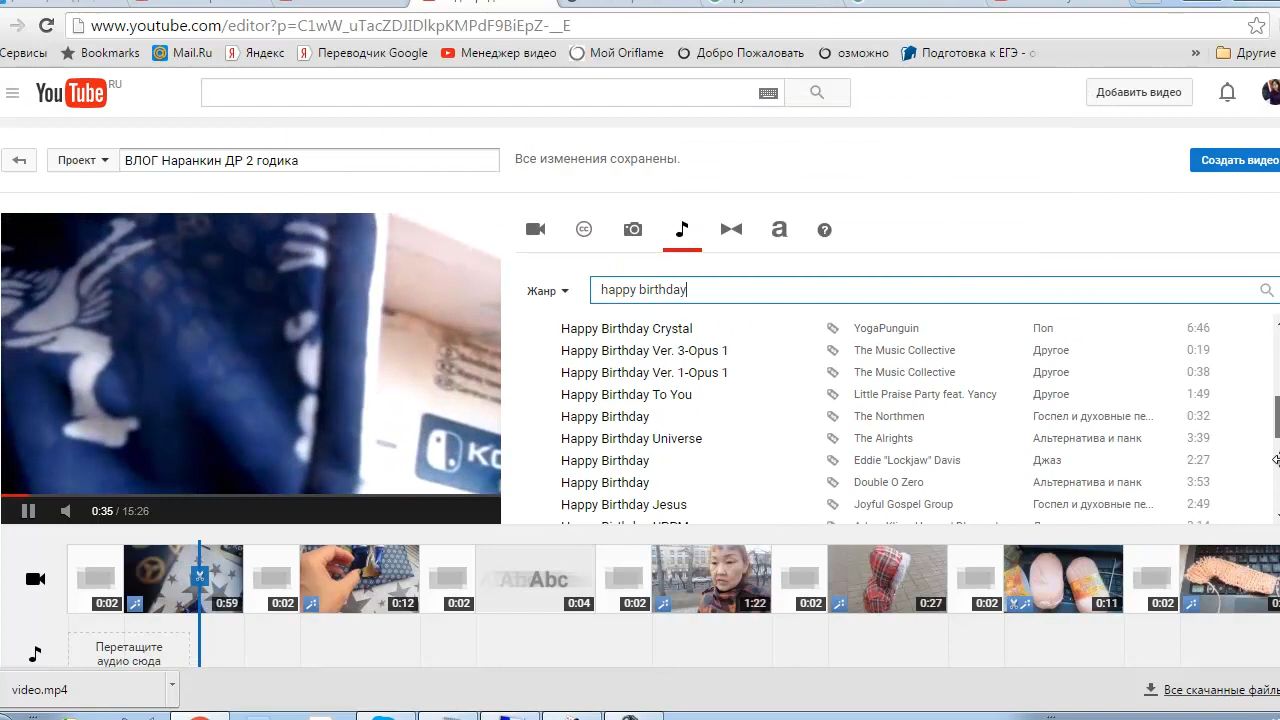 www.youtube.com/editor?p=C1wW_uTacZDJIDlkpKMPdF9BiEpZ-__E
Сервисы Bookmarks Mail.Ru Яндекс Переводчик Google Менеджер видео Мой Oriflame Добро Пожаловать озможно Подготовка к ЕГЭ - » Другие
YouTube RU Добавить видео
Проект ВЛОГ Наранкин ДР 2 годика Все изменения сохранены. Создать видео
Жанр happy birthday
Happy Birthday Crystal YogaPunguin Поп 6:46
Happy Birthday Ver. 3-Opus 1 The Music Collective Другое 0:19
Happy Birthday Ver. 1-Opus 1 The Music Collective Другое 0:38
Happy Birthday To You Little Praise Party feat. Yancy Другое 1:49
Happy Birthday The Northmen Госпел и духовные пе... 0:32
Happy Birthday Universe The Alrights Альтернатива и панк 3:39
Happy Birthday Eddie "Lockjaw" Davis Джаз 2:27
Happy Birthday Double O Zero Альтернатива и панк 3:53
Happy Birthday Jesus Joyful Gospel Group Госпел и духовные пе... 2:49
0:35 / 15:26
AbAbc
0:02 0:59 0:02 0:12 0:02 0:04 0:02 1:22 0:02 0:27 0:02 0:11 0:02
Перетащите
аудио сюда
video.mp4 Все скачанные файлы